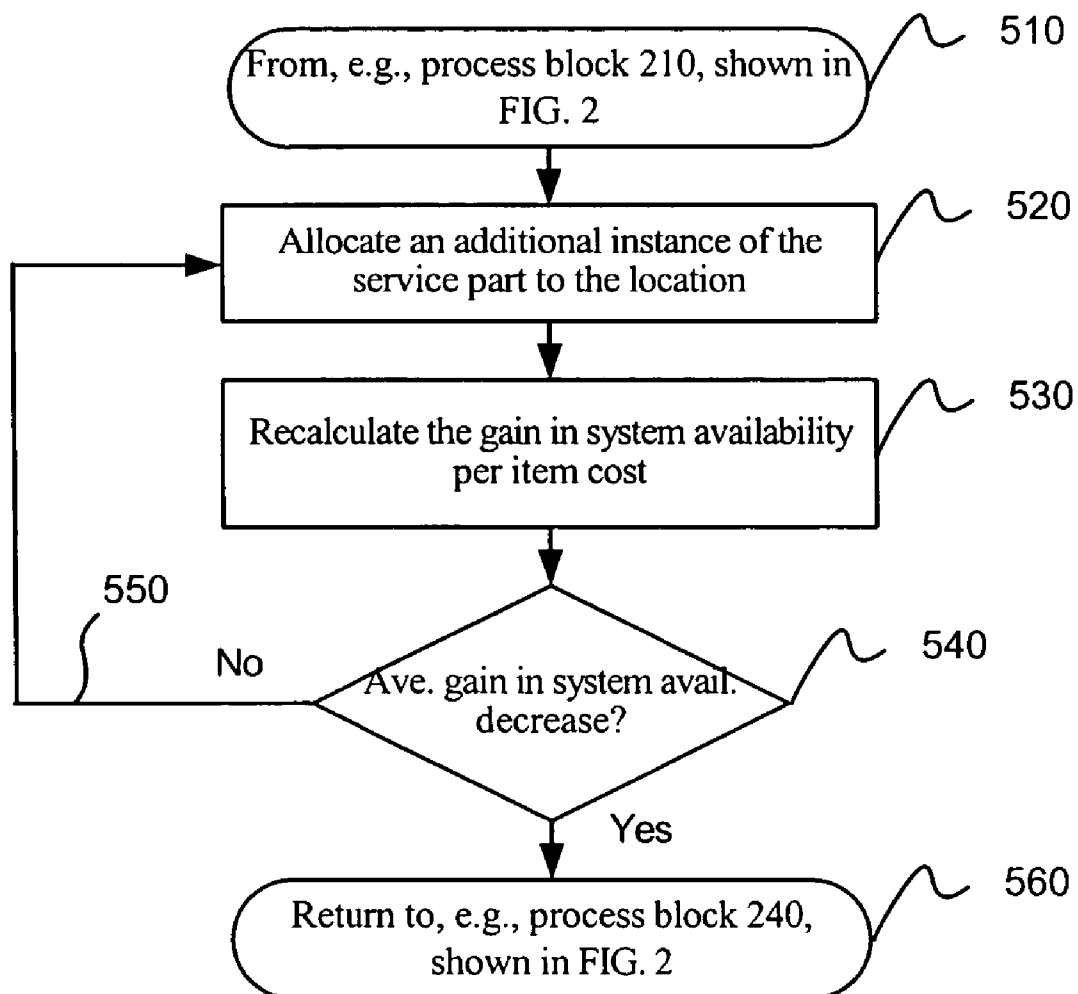 From, e.g., process block 210, shown in
FIG. 2
510
Allocate an additional instance of the
service part to the location
520
Recalculate the gain in system availability
per item cost
530
550
No
Ave. gain in system avail.
decrease?
540
Yes
Return to, e.g., process block 240,
shown in FIG. 2
560